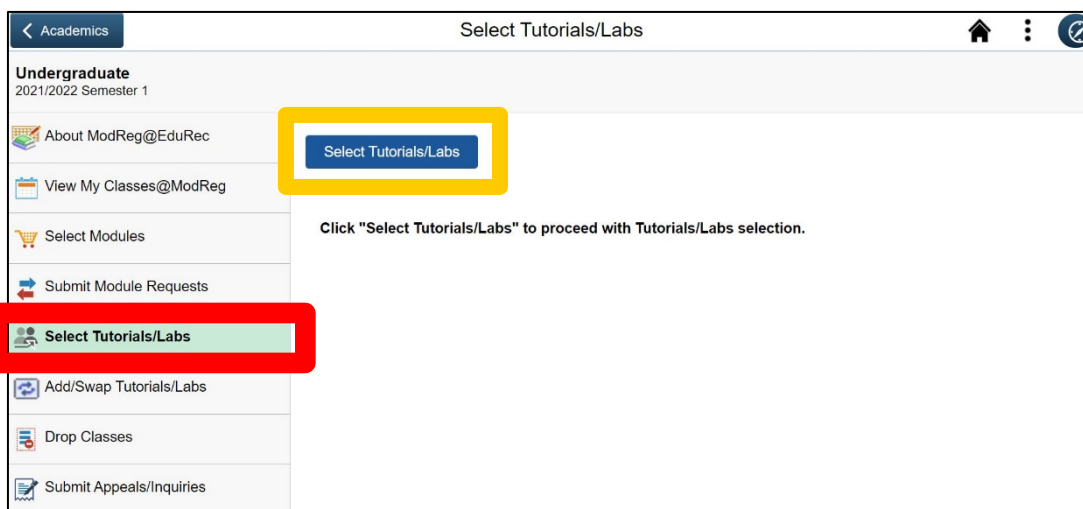 Academics
Select Tutorials/Labs
Undergraduate
2021/2022 Semester 1
About ModReg@EduRec
View My Classes@ModReg
Select Modules
Submit Module Requests
Select Tutorials/Labs
Add/Swap Tutorials/Labs
Drop Classes
Submit Appeals/Inquiries
Select Tutorials/Labs
Click "Select Tutorials/Labs" to proceed with Tutorials/Labs selection.